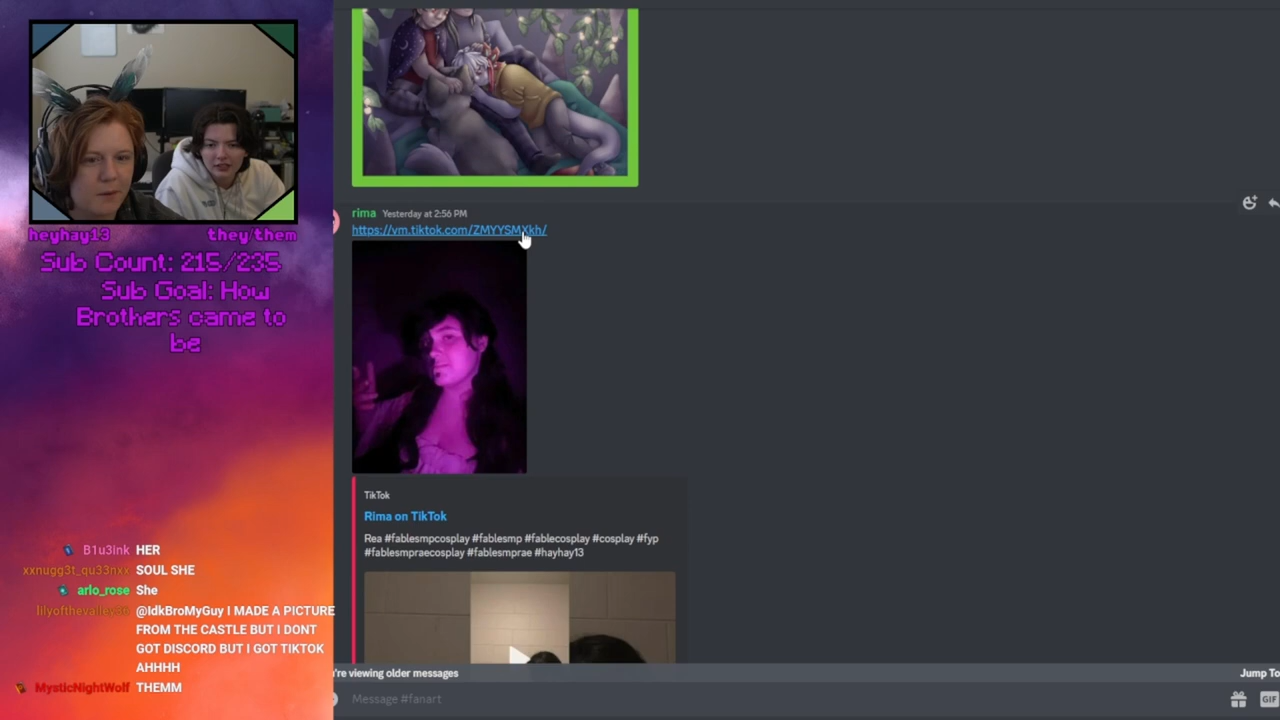 heyhay13 they/them
Sub Count: 215/235
Sub Goal: How
Brothers came to
be
B1u3ink HER
xxnugg3t_qu33nxx SOUL SHE
arlo_rose She
lilyofthevalley36 @IdkBroMyGuy I MADE A PICTURE
FROM THE CASTLE BUT I DONT
GOT DISCORD BUT I GOT TIKTOK
AHHHH
MysticNightWolf THEMM
rima Yesterday at 2:56 PM
https://vm.tiktok.com/ZMYYSMXkh/
TikTok
Rima on TikTok
Rea #fablesmpcosplay #fablesmp #fablecosplay #cosplay #fyp
#fablesmpraecosplay #fablesmprae #hayhay13
're viewing older messages
Jump To
Message #fanart
GIF